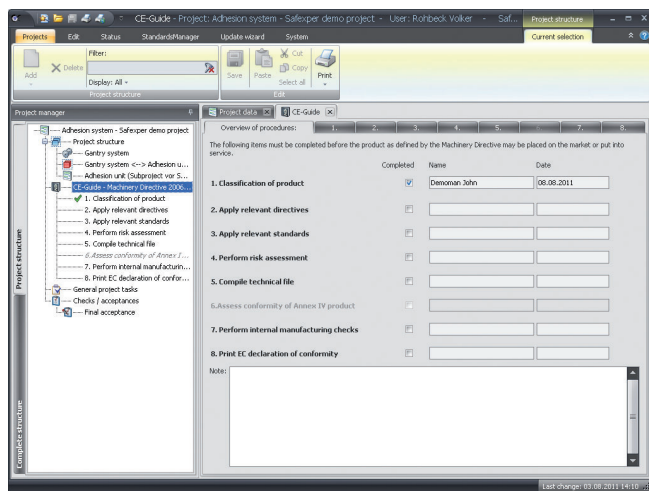 CE-Guide - Project: Adhesion system - Safexper demo project - User: Rohbeck Volker - Saf... Project structure
Projects Edit Status StandardsManager Update wizard System Current selection
Add
Delete
Filter:
Display: All
Project structure
Save
Paste
Cut
Copy
Select all
Print
Edit
Project manager
Project structure
Complete structure
Adhesion system - Safexper demo project
Project structure
Gantry system
Gantry system <--> Adhesion u...
Adhesion unit (Subproject vor S...
CE-Guide - Machinery Directive 2006...
1. Classification of product
2. Apply relevant directives
3. Apply relevant standards
4. Perform risk assessment
5. Compile technical file
6.Assess conformity of Annex I...
7. Perform internal manufacturin...
8. Print EC declaration of confor...
General project tasks
Checks / acceptances
Final acceptance
Project data CE-Guide
Overview of procedures: 1. 2. 3. 4. 5. 6. 7. 8.
The following items must be completed before the product as defined by the Machinery Directive may be placed on the market or put into
service.
Completed Name Date
1. Classification of product Demoman John 08.08.2011
2. Apply relevant directives
3. Apply relevant standards
4. Perform risk assessment
5. Compile technical file
6.Assess conformity of Annex IV product
7. Perform internal manufacturing checks
8. Print EC declaration of conformity
Note:
Last change: 03.08.2011 14:10